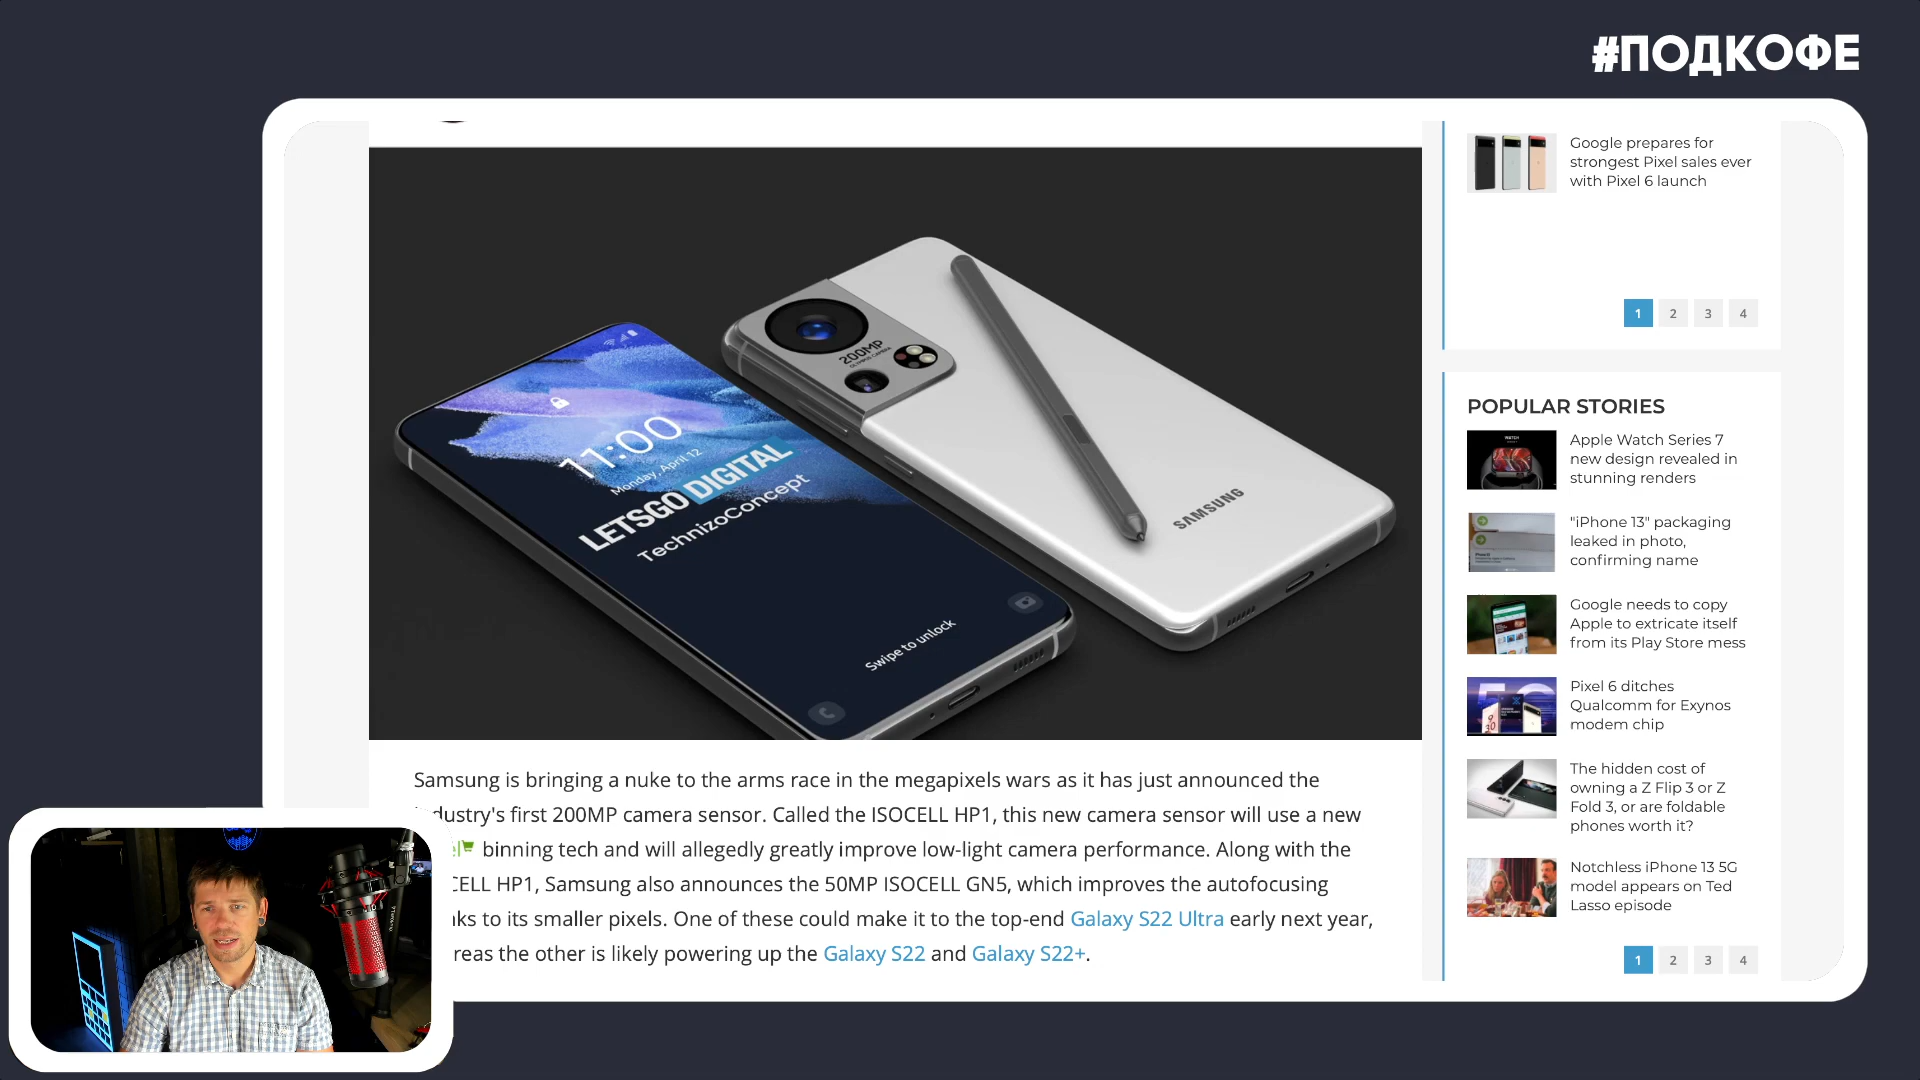 #ПОДКОФЕ
Google prepares for
strongest Pixel sales ever
with Pixel 6 launch
1 2 3 4
200MP
11:00
Monday, April 12
LETSGO DIGITAL
TechnizoConcept
Swipe to unlock
SAMSUNG
Samsung is bringing a nuke to the arms race in the megapixels wars as it has just announced the
dustry's first 200MP camera sensor. Called the ISOCELL HP1, this new camera sensor will use a new
binning tech and will allegedly greatly improve low-light camera performance. Along with the
CELL HP1, Samsung also announces the 50MP ISOCELL GN5, which improves the autofocusing
nks to its smaller pixels. One of these could make it to the top-end Galaxy S22 Ultra early next year,
reas the other is likely powering up the Galaxy S22 and Galaxy S22+.
POPULAR STORIES
Apple Watch Series 7
new design revealed in
stunning renders
"iPhone 13" packaging
leaked in photo,
confirming name
Google needs to copy
Apple to extricate itself
from its Play Store mess
Pixel 6 ditches
Qualcomm for Exynos
modem chip
The hidden cost of
owning a Z Flip 3 or Z
Fold 3, or are foldable
phones worth it?
Notchless iPhone 13 5G
model appears on Ted
Lasso episode
1 2 3 4